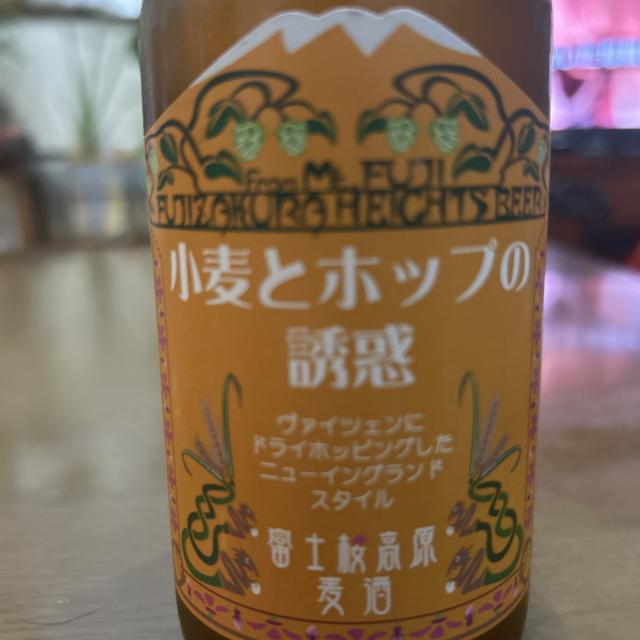 From Mt. FUJI
FUJIZAKURA HEIGHTS BEER
小麦とホップの
誘惑
ヴァイツェンに
ドライホッピングした
ニューイングランド
スタイル
富士桜高原
麦酒